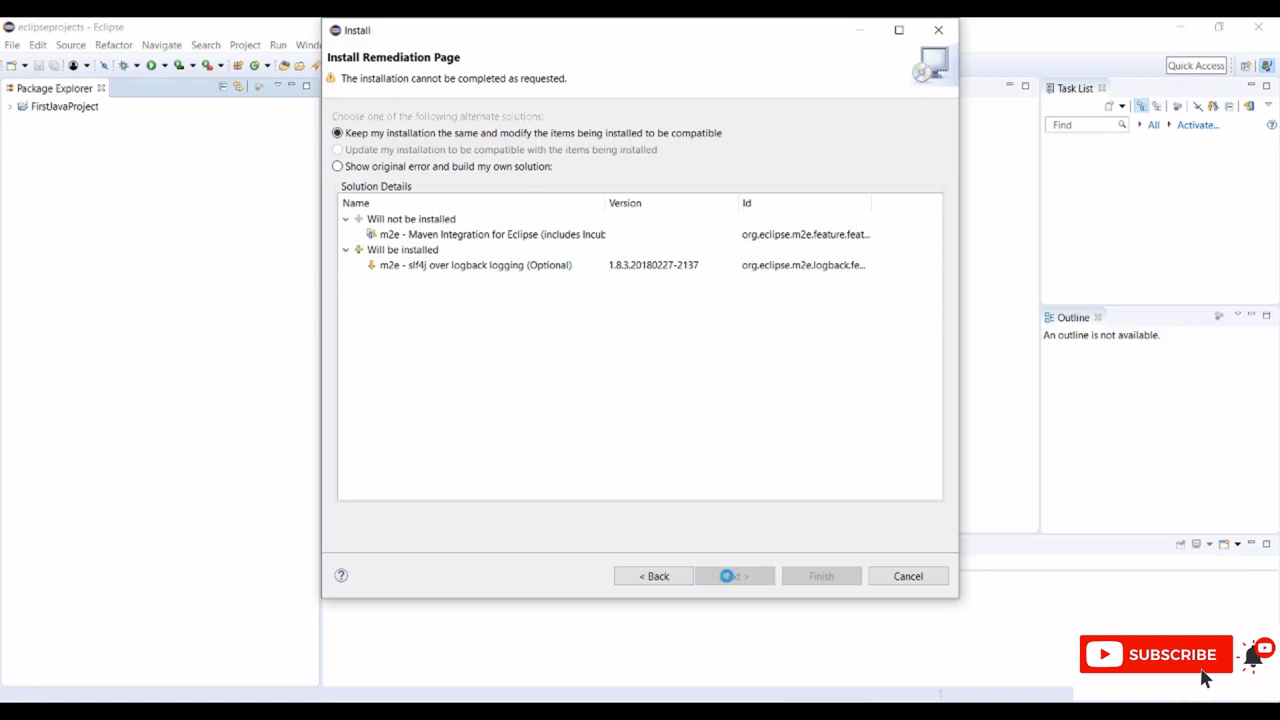 eclipseprojects - Eclipse
File Edit Source Refactor Navigate Search Project Run Windo
Install
Install Remediation Page
The installation cannot be completed as requested.
Quick Access
Package Explorer
FirstJavaProject
Choose one of the following alternate solutions:
Keep my installation the same and modify the items being installed to be compatible
Update my installation to be compatible with the items being installed
Show original error and build my own solution:
Solution Details
Name Version Id
Will not be installed
m2e - Maven Integration for Eclipse (includes Incub org.eclipse.m2e.feature.feat...
Will be installed
m2e - slf4j over logback logging (Optional) 1.8.3.20180227-2137 org.eclipse.m2e.logback.fe...
< Back
Finish
Cancel
Task List
Find
All
Activate...
Outline
An outline is not available.
SUBSCRIBE